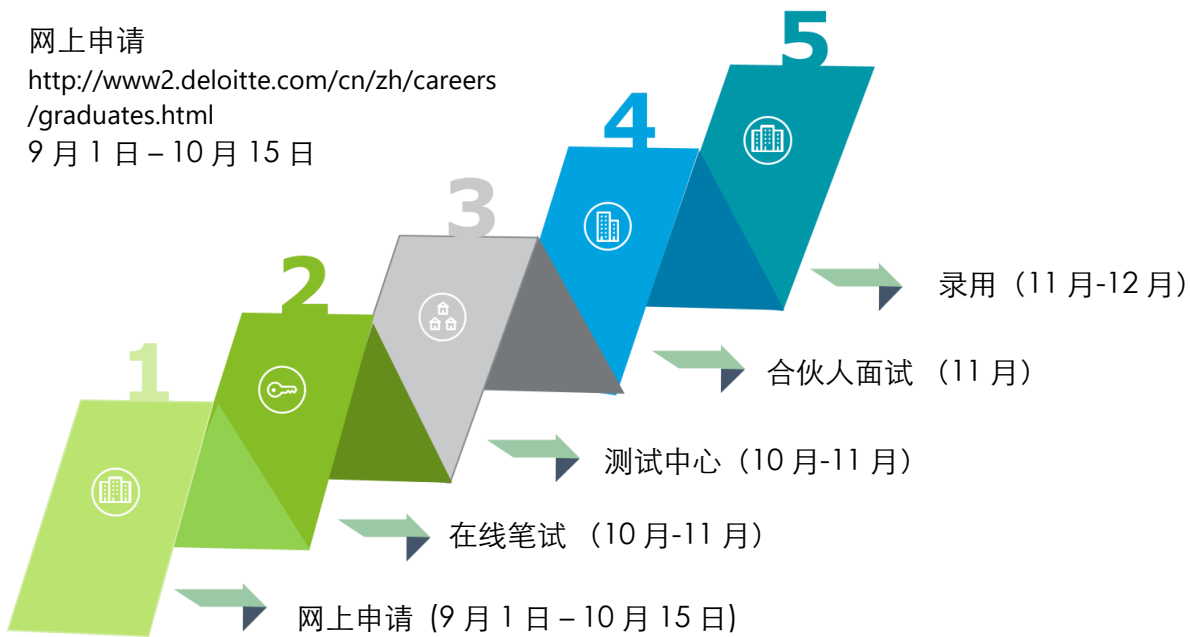 网上申请
http://www2.deloitte.com/cn/zh/careers
/graduates.html
9 月 1 日 – 10 月 15 日
5
4
3
2
1
录用（11 月-12 月）
合伙人面试 （11 月）
测试中心（10 月-11 月）
在线笔试 （10 月-11 月）
网上申请 (9 月 1 日 – 10 月 15 日)